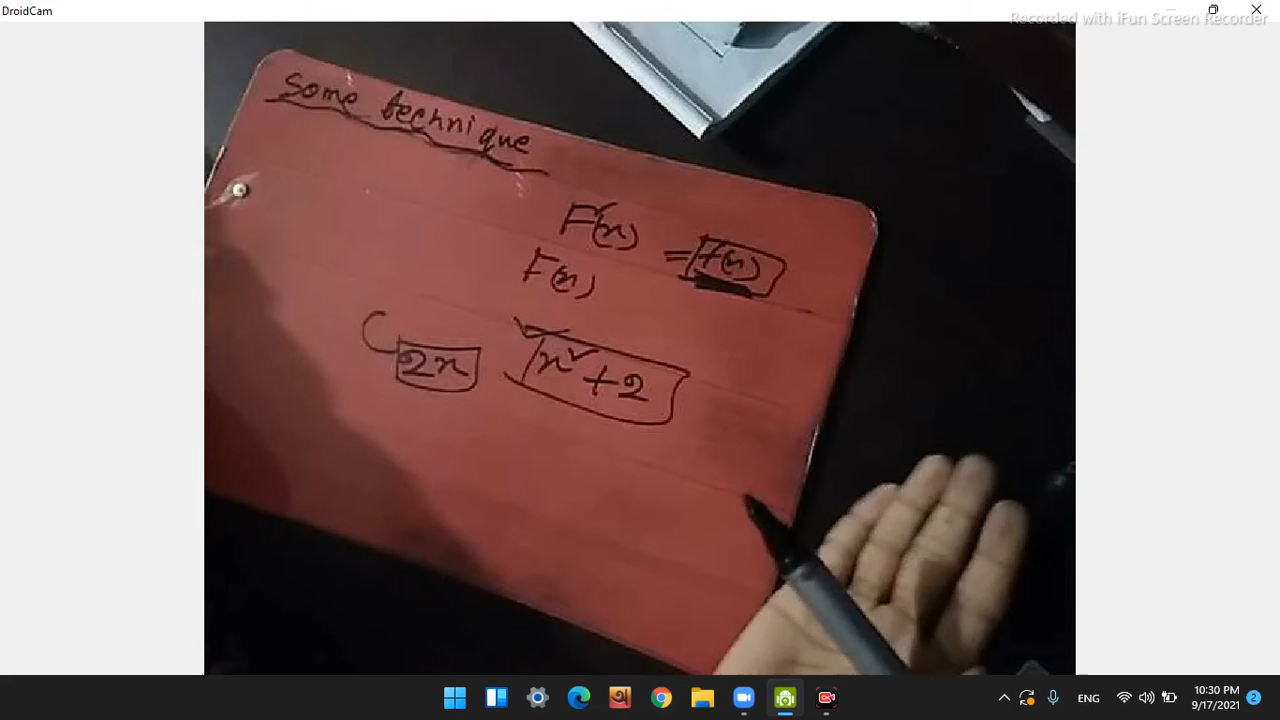 DroidCam
Recorded with iFun Screen Recorder
Some technique
F'(x) = f(x)
F(x)
2x x² + 2
ENG
10:30 PM
9/17/2021
2